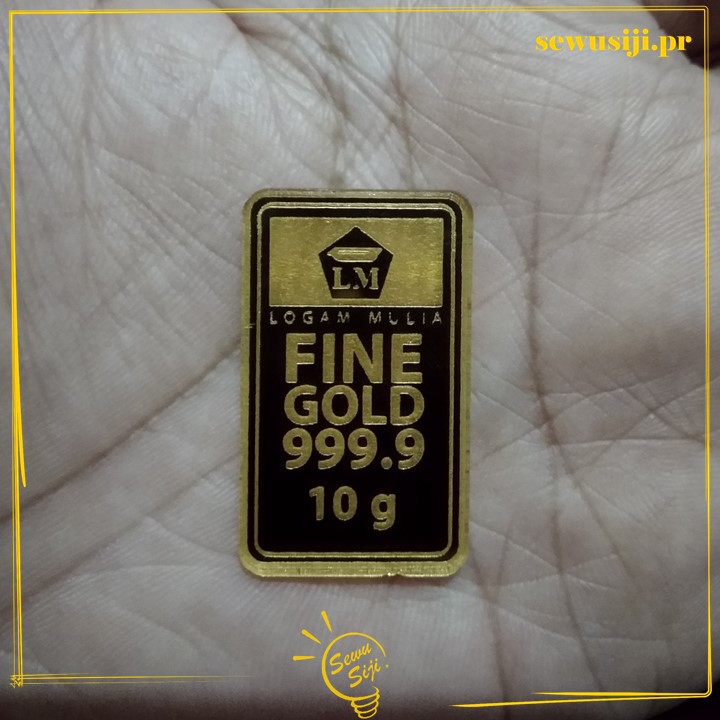 sewusiji.pr
LM
LOGAM MULIA
FINE
GOLD
999.9
10 g
Sewu
Siji.